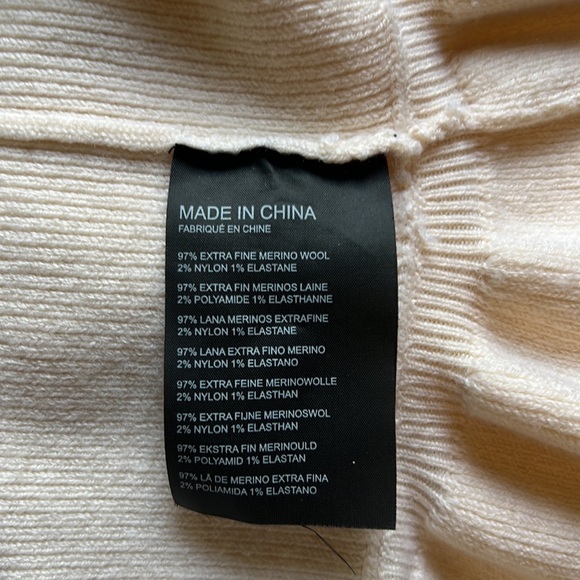 MADE IN CHINA
FABRIQUÉ EN CHINE
97% EXTRA FINE MERINO WOOL
2% NYLON 1% ELASTANE
97% EXTRA FIN MERINOS LAINE
2% POLYAMIDE 1% ELASTHANNE
97% LANA MERINOS EXTRAFINE
2% NYLON 1% ELASTANE
97% LANA EXTRA FINO MERINO
2% NYLON 1% ELASTANO
97% EXTRA FEINE MERINOWOLLE
2% NYLON 1% ELASTHAN
97% EXTRA FIJNE MERINOSWOL
2% NYLON 1% ELASTHAN
97% EKSTRA FIN MERINOULD
2% POLYAMID 1% ELASTAN
97% LÃ DE MERINO EXTRA FINA
2% POLIAMIDA 1% ELASTANO